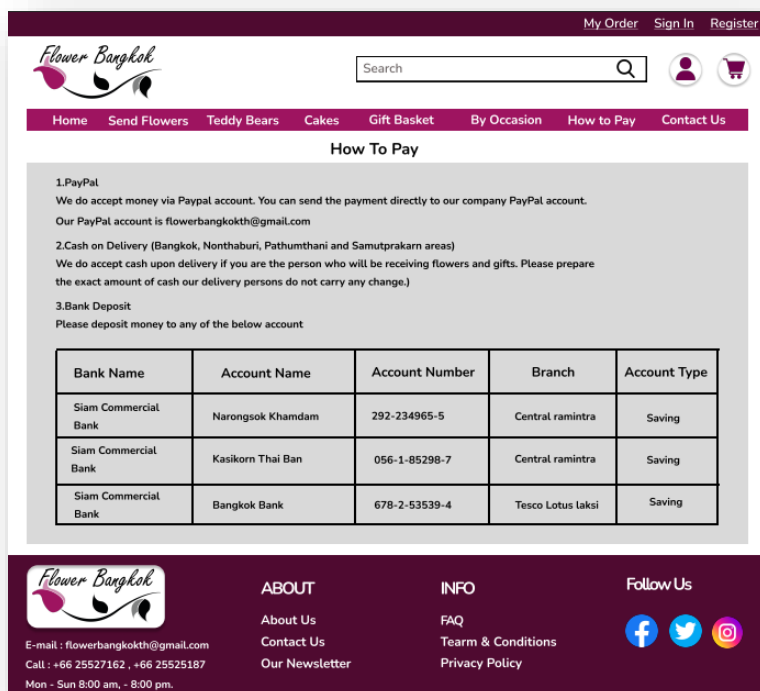 My Order Sign In Register
Flower Bangkok
Search
Home Send Flowers Teddy Bears Cakes Gift Basket By Occasion How to Pay Contact Us
How To Pay
1.PayPal
We do accept money via Paypal account. You can send the payment directly to our company PayPal account.
Our PayPal account is flowerbangkokth@gmail.com
2.Cash on Delivery (Bangkok, Nonthaburi, Pathumthani and Samutprakarn areas)
We do accept cash upon delivery if you are the person who will be receiving flowers and gifts. Please prepare
the exact amount of cash our delivery persons do not carry any change.)
3.Bank Deposit
Please deposit money to any of the below account
Bank Name Account Name Account Number Branch Account Type
Siam Commercial Bank Narongsok Khamdam 292-234965-5 Central ramintra Saving
Siam Commercial Bank Kasikorn Thai Ban 056-1-85298-7 Central ramintra Saving
Siam Commercial Bank Bangkok Bank 678-2-53539-4 Tesco Lotus laksi Saving
Flower Bangkok
E-mail : flowerbangkokth@gmail.com
Call : +66 25527162 , +66 25525187
Mon - Sun 8:00 am, - 8:00 pm.
ABOUT
About Us
Contact Us
Our Newsletter
INFO
FAQ
Tearm & Conditions
Privacy Policy
Follow Us